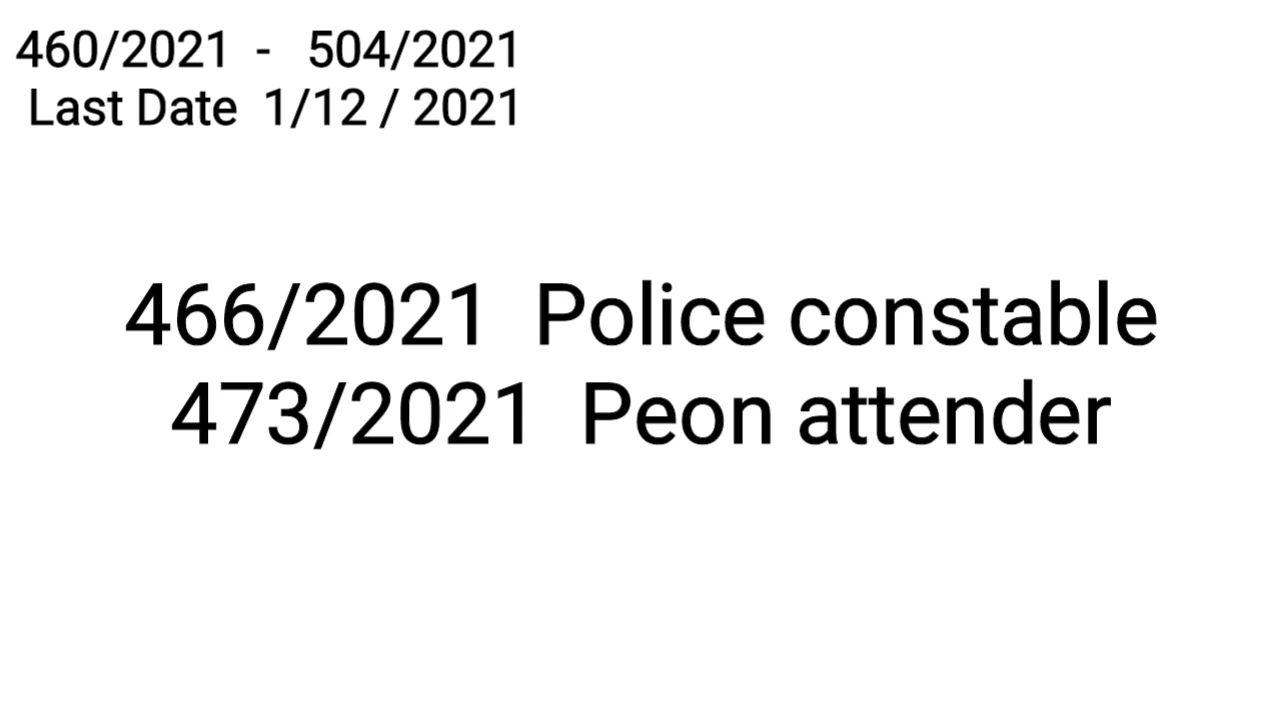 460/2021 - 504/2021
Last Date 1/12 / 2021
466/2021 Police constable
473/2021 Peon attender